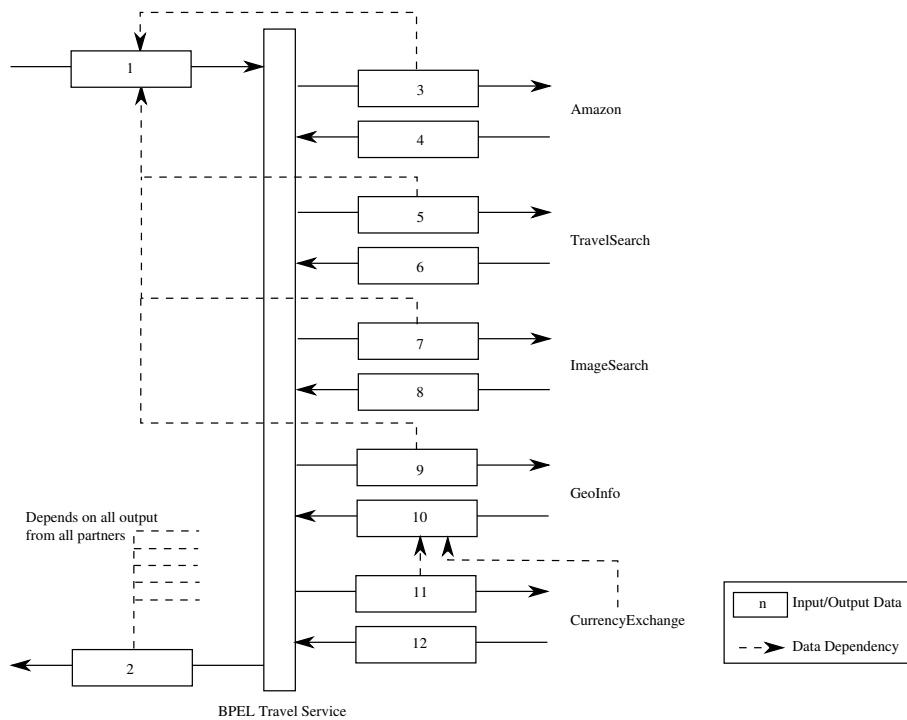 1
3
Amazon
4
5
TravelSearch
6
7
ImageSearch
8
9
GeoInfo
Depends on all output
from all partners
10
11
CurrencyExchange
12
2
BPEL Travel Service
n
Input/Output Data
Data Dependency